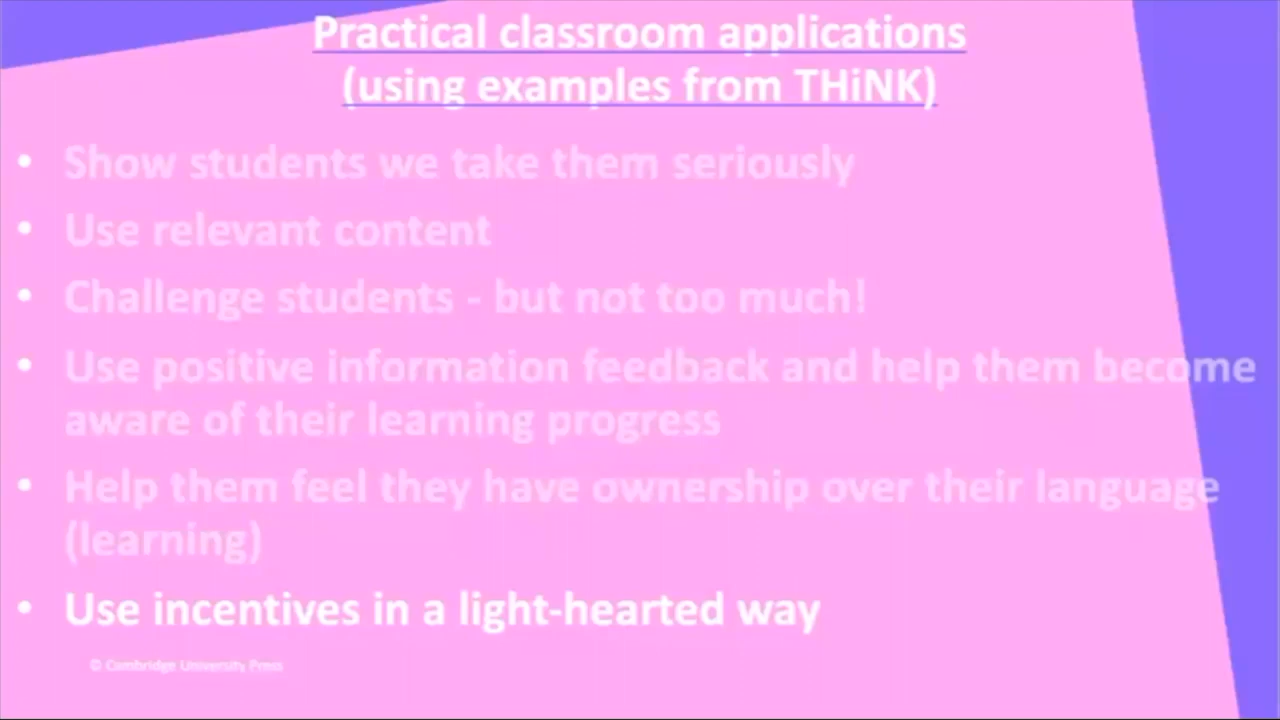 Practical classroom applications
(using examples from THiNK)
• Show students we take them seriously
• Use relevant content
• Challenge students - but not too much!
• Use positive information feedback and help them become
aware of their learning progress
• Help them feel they have ownership over their language
(learning)
• Use incentives in a light-hearted way
© Cambridge University Press